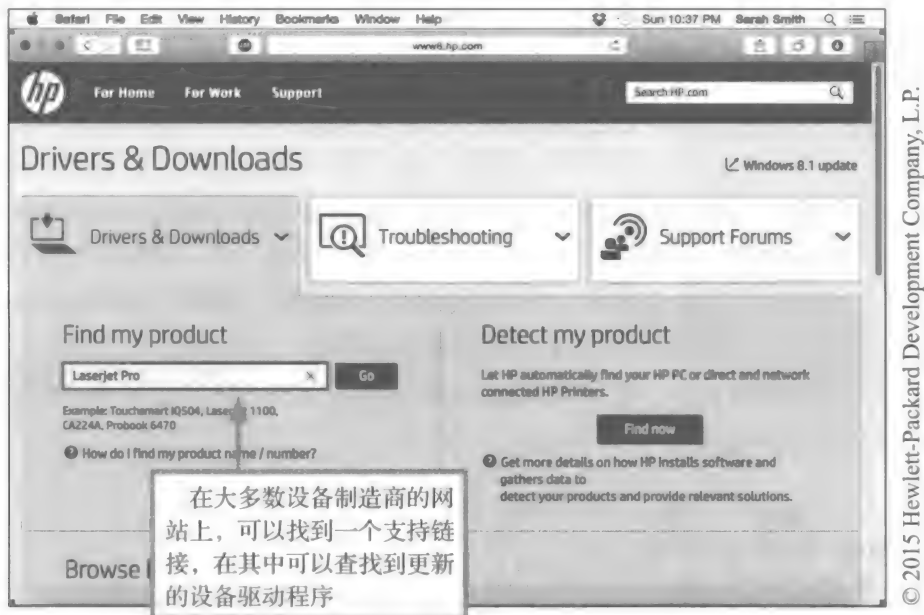 Safari File Edit View History Bookmarks Window Help Sun 10:37 PM Sarah Smith
www8.hp.com
hp For Home For Work Support Search HP.com
Drivers & Downloads
Windows 8.1 update
Drivers & Downloads Troubleshooting Support Forums
Find my product
Laserjet Pro × Go
Example: Touchsmart IQ504, 1100,
CA224A, Probook 6470
How do I find my product name / number?
Detect my product
Let HP automatically find your HP PC or direct and network
connected HP Printers.
Find now
Get more details on how HP installs software and
gathers data to
detect your products and provide relevant solutions.
Browse
在大多数设备制造商的网
站上，可以找到一个支持链
接，在其中可以查找到更新
的设备驱动程序
© 2015 Hewlett-Packard Development Company, L.P.